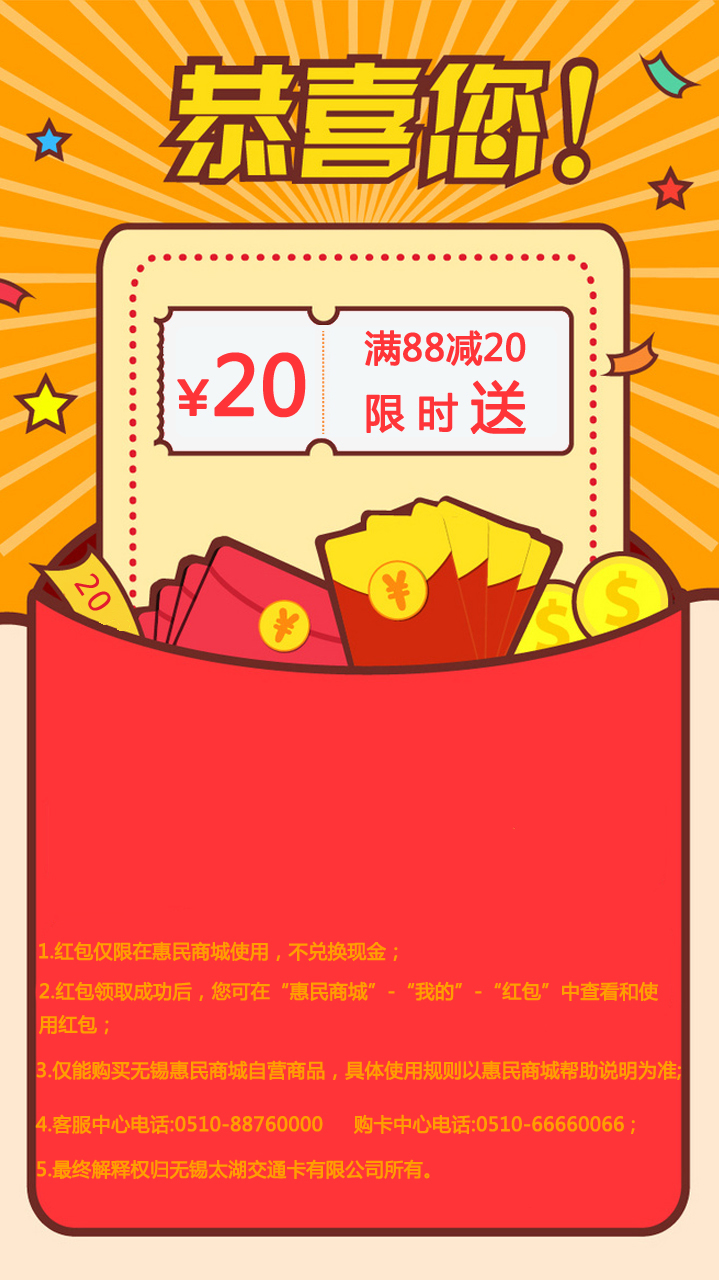 恭喜您!
¥20
满88减20
限时送
20
1.红包仅限在惠民商城使用，不兑换现金；
2.红包领取成功后，您可在“惠民商城”-“我的”-“红包”中查看和使
用红包；
3.仅能购买无锡惠民商城自营商品，具体使用规则以惠民商城帮助说明为准;
4.客服中心电话:0510-88760000 购卡中心电话:0510-66660066；
5.最终解释权归无锡太湖交通卡有限公司所有。